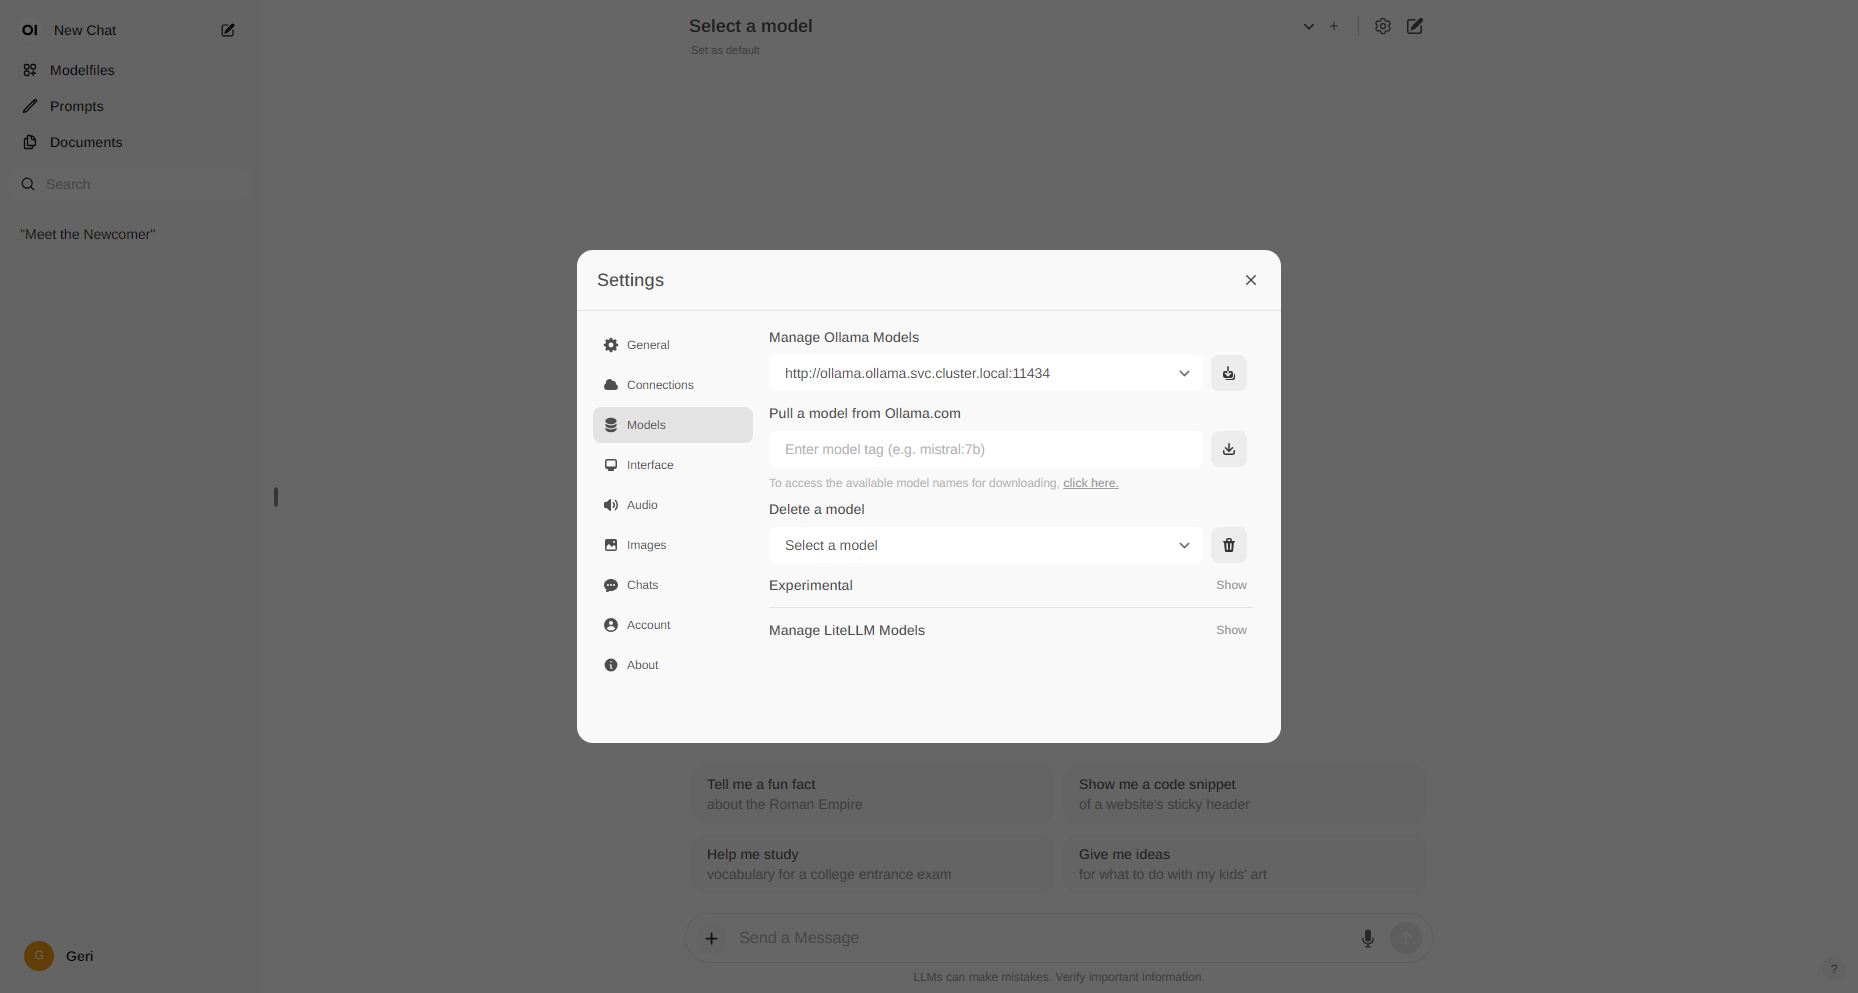 OI New Chat
Modelfiles
Prompts
Documents
Search
"Meet the Newcomer"
G Geri
Select a model
Set as default
Settings
General
Connections
Models
Interface
Audio
Images
Chats
Account
About
Manage Ollama Models
http://ollama.ollama.svc.cluster.local:11434
Pull a model from Ollama.com
Enter model tag (e.g. mistral:7b)
To access the available model names for downloading, click here.
Delete a model
Select a model
Experimental Show
Manage LiteLLM Models Show
Tell me a fun fact
about the Roman Empire
Show me a code snippet
of a website's sticky header
Help me study
vocabulary for a college entrance exam
Give me ideas
for what to do with my kids' art
Send a Message
LLMs can make mistakes. Verify important information.
?